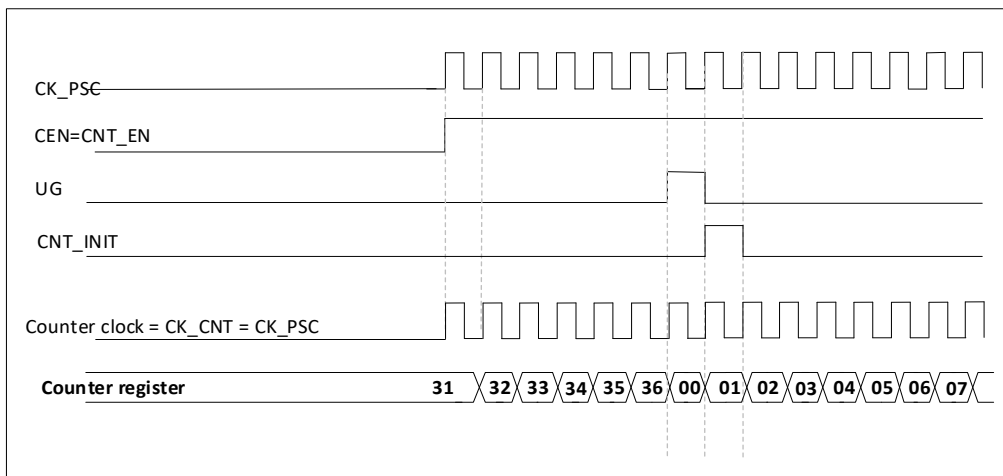 CK_PSC
CEN=CNT_EN
UG
CNT_INIT
Counter clock = CK_CNT = CK_PSC
Counter register 31 32 33 34 35 36 00 01 02 03 04 05 06 07